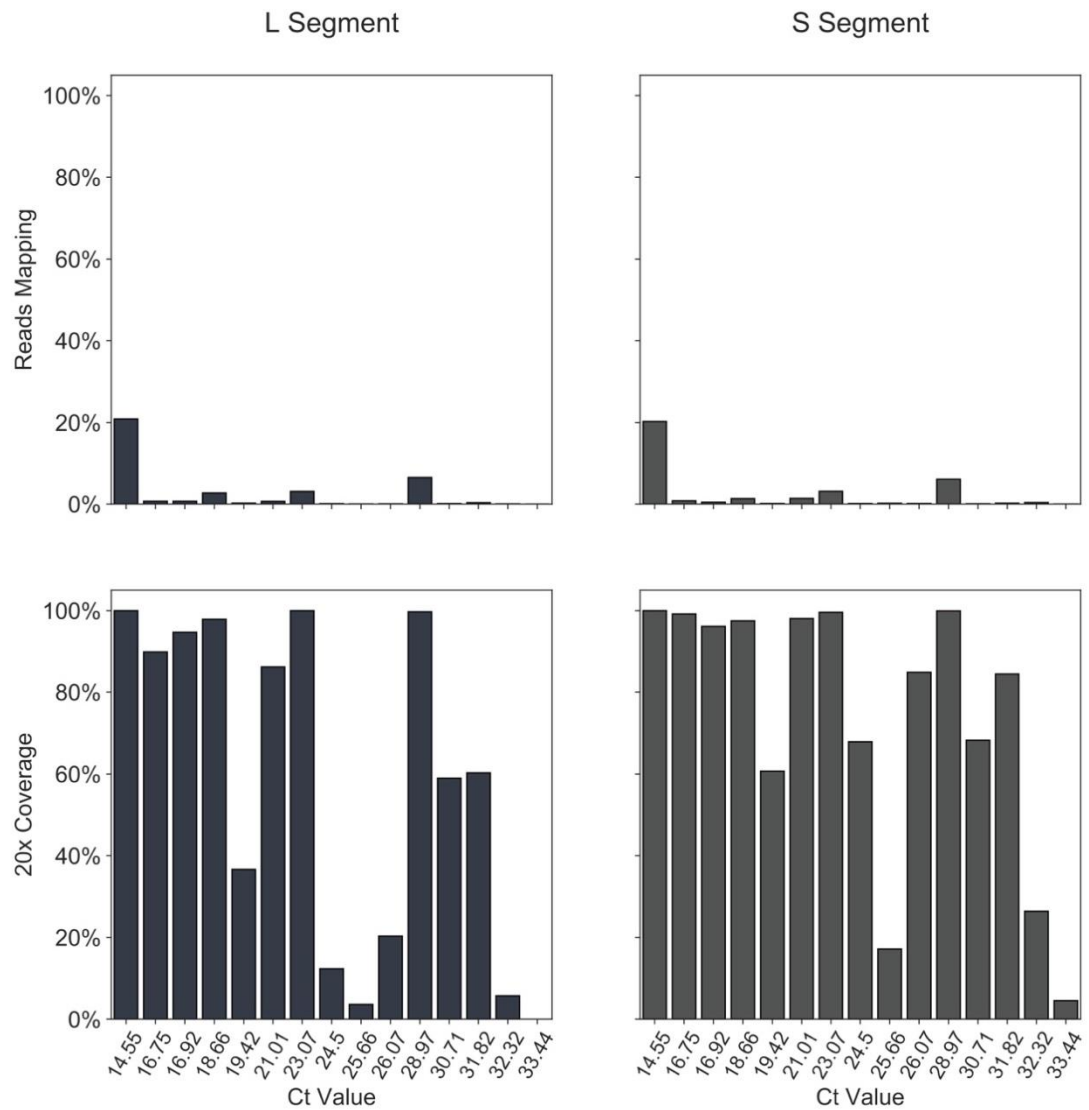 L Segment
S Segment
Reads Mapping
100%
80%
60%
40%
20%
0%
20x Coverage
100%
80%
60%
40%
20%
0%
14.55 16.75 16.92 18.66 19.42 21.01 23.07 24.5 25.66 26.07 28.97 30.71 31.82 32.32 33.44
Ct Value
14.55 16.75 16.92 18.66 19.42 21.01 23.07 24.5 25.66 26.07 28.97 30.71 31.82 32.32 33.44
Ct Value